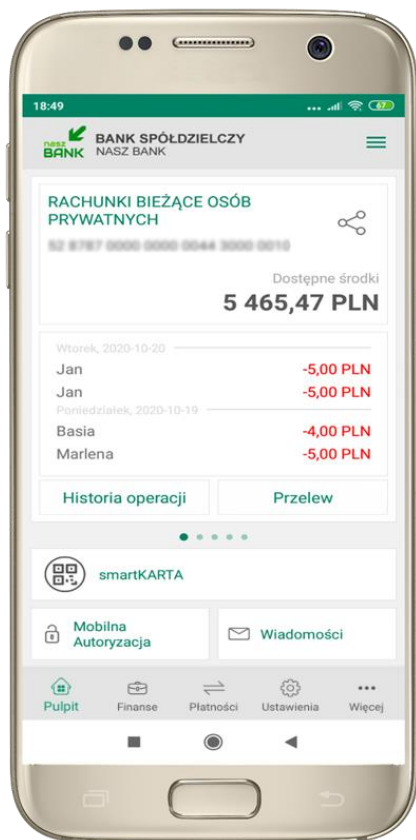 18:49
67
nasz
BANK
BANK SPÓŁDZIELCZY
NASZ BANK
RACHUNKI BIEŻĄCE OSÓB
PRYWATNYCH
Dostępne środki
5 465,47 PLN
Wtorek, 2020-10-20
Jan -5,00 PLN
Jan -5,00 PLN
Poniedziałek, 2020-10-19
Basia -4,00 PLN
Marlena -5,00 PLN
Historia operacji Przelew
smartKARTA
Mobilna
Autoryzacja
Wiadomości
Pulpit Finanse Płatności Ustawienia Więcej